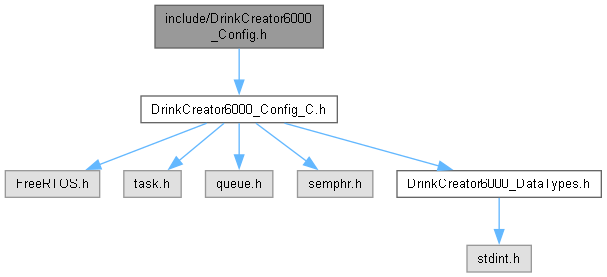 include/DrinkCreator6000
_Config.h
DrinkCreator6000_Config_C.h
FreeRTOS.h
task.h
queue.h
semphr.h
DrinkCreator6000_DataTypes.h
stdint.h